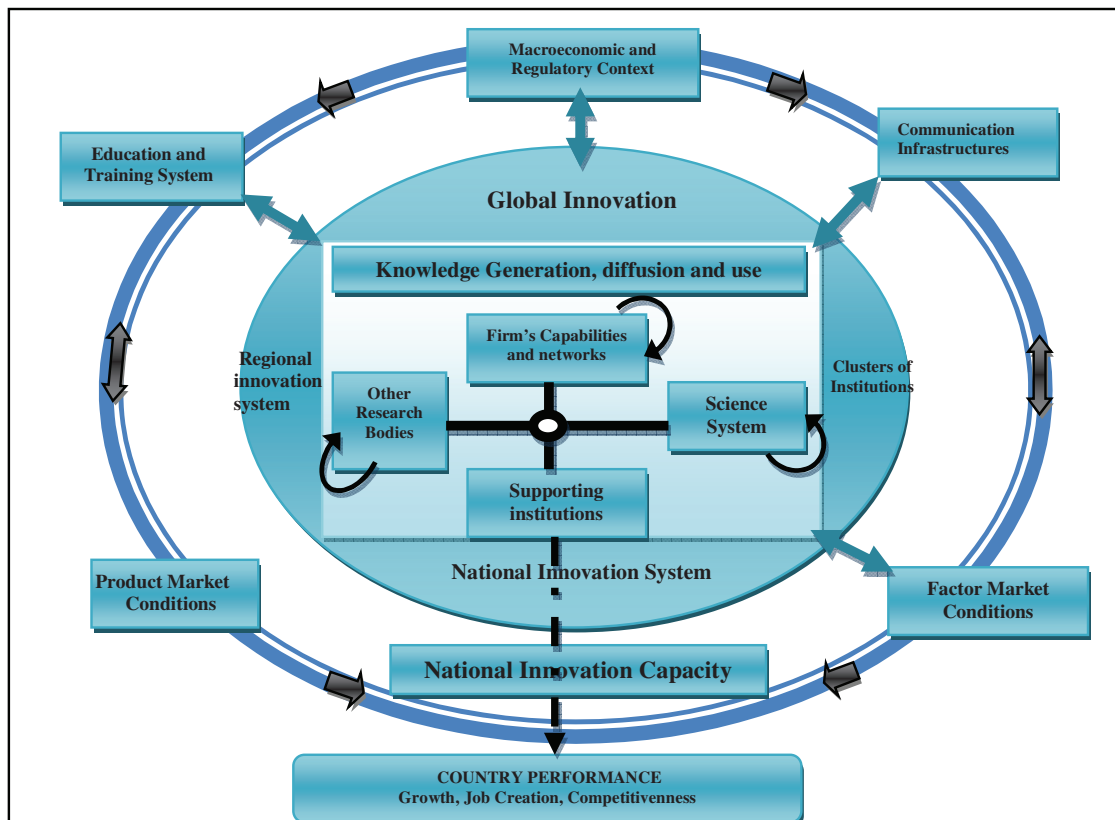 Macroeconomic and
Regulatory Context
Communication
Infrastructures
Education and
Training System
Global Innovation
Knowledge Generation, diffusion and use
Firm's Capabilities
and networks
Regional
innovation
system
Clusters of
Institutions
Other
Research
Bodies
Science
System
Supporting
institutions
National Innovation System
Product Market
Conditions
Factor Market
Conditions
National Innovation Capacity
COUNTRY PERFORMANCE
Growth, Job Creation, Competitivenness